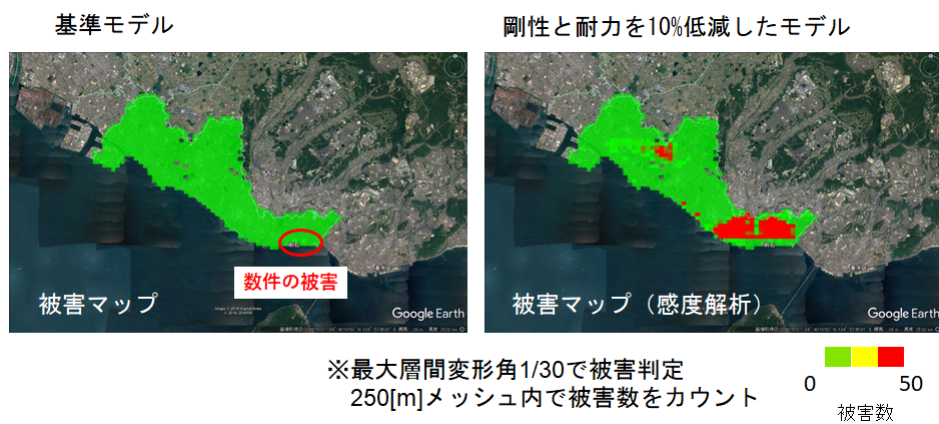 基準モデル
剛性と耐力を10%低減したモデル
数件の被害
被害マップ
Google Earth
被害マップ（感度解析）
Google Earth
※最大層間変形角1/30で被害判定
250[m]メッシュ内で被害数をカウント
0 50
被害数